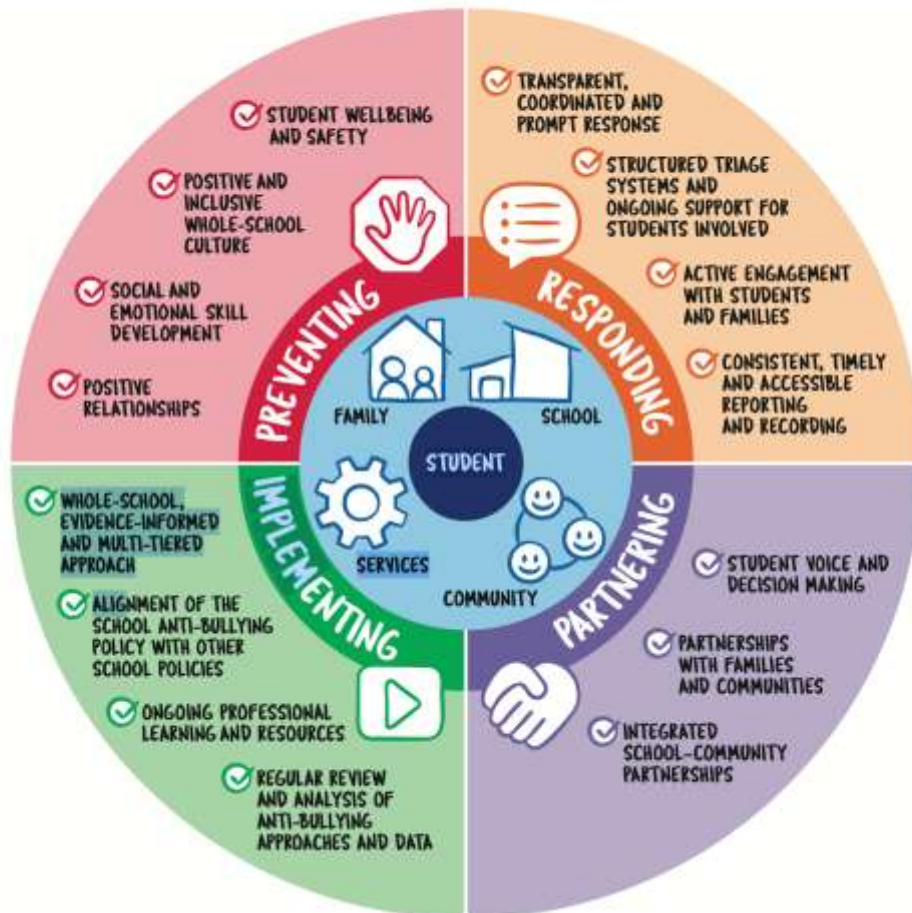 STUDENT WELLBEING
AND SAFETY
POSITIVE AND
INCLUSIVE
WHOLE-SCHOOL
CULTURE
SOCIAL AND
EMOTIONAL SKILL
DEVELOPMENT
POSITIVE
RELATIONSHIPS
PREVENTING
TRANSPARENT,
COORDINATED AND
PROMPT RESPONSE
STRUCTURED TRIAGE
SYSTEMS AND
ONGOING SUPPORT FOR
STUDENTS INVOLVED
ACTIVE ENGAGEMENT
WITH STUDENTS
AND FAMILIES
CONSISTENT, TIMELY
AND ACCESSIBLE
REPORTING
AND RECORDING
RESPONDING
FAMILY
SCHOOL
STUDENT
SERVICES
COMMUNITY
IMPLEMENTING
WHOLE-SCHOOL,
EVIDENCE-INFORMED
AND MULTI-TIERED
APPROACH
ALIGNMENT OF THE
SCHOOL ANTI-BULLYING
POLICY WITH OTHER
SCHOOL POLICIES
ONGOING PROFESSIONAL
LEARNING AND RESOURCES
REGULAR REVIEW
AND ANALYSIS OF
ANTI-BULLYING
APPROACHES AND DATA
PARTNERING
STUDENT VOICE AND
DECISION MAKING
PARTNERSHIPS
WITH FAMILIES
AND COMMUNITIES
INTEGRATED
SCHOOL-COMMUNITY
PARTNERSHIPS